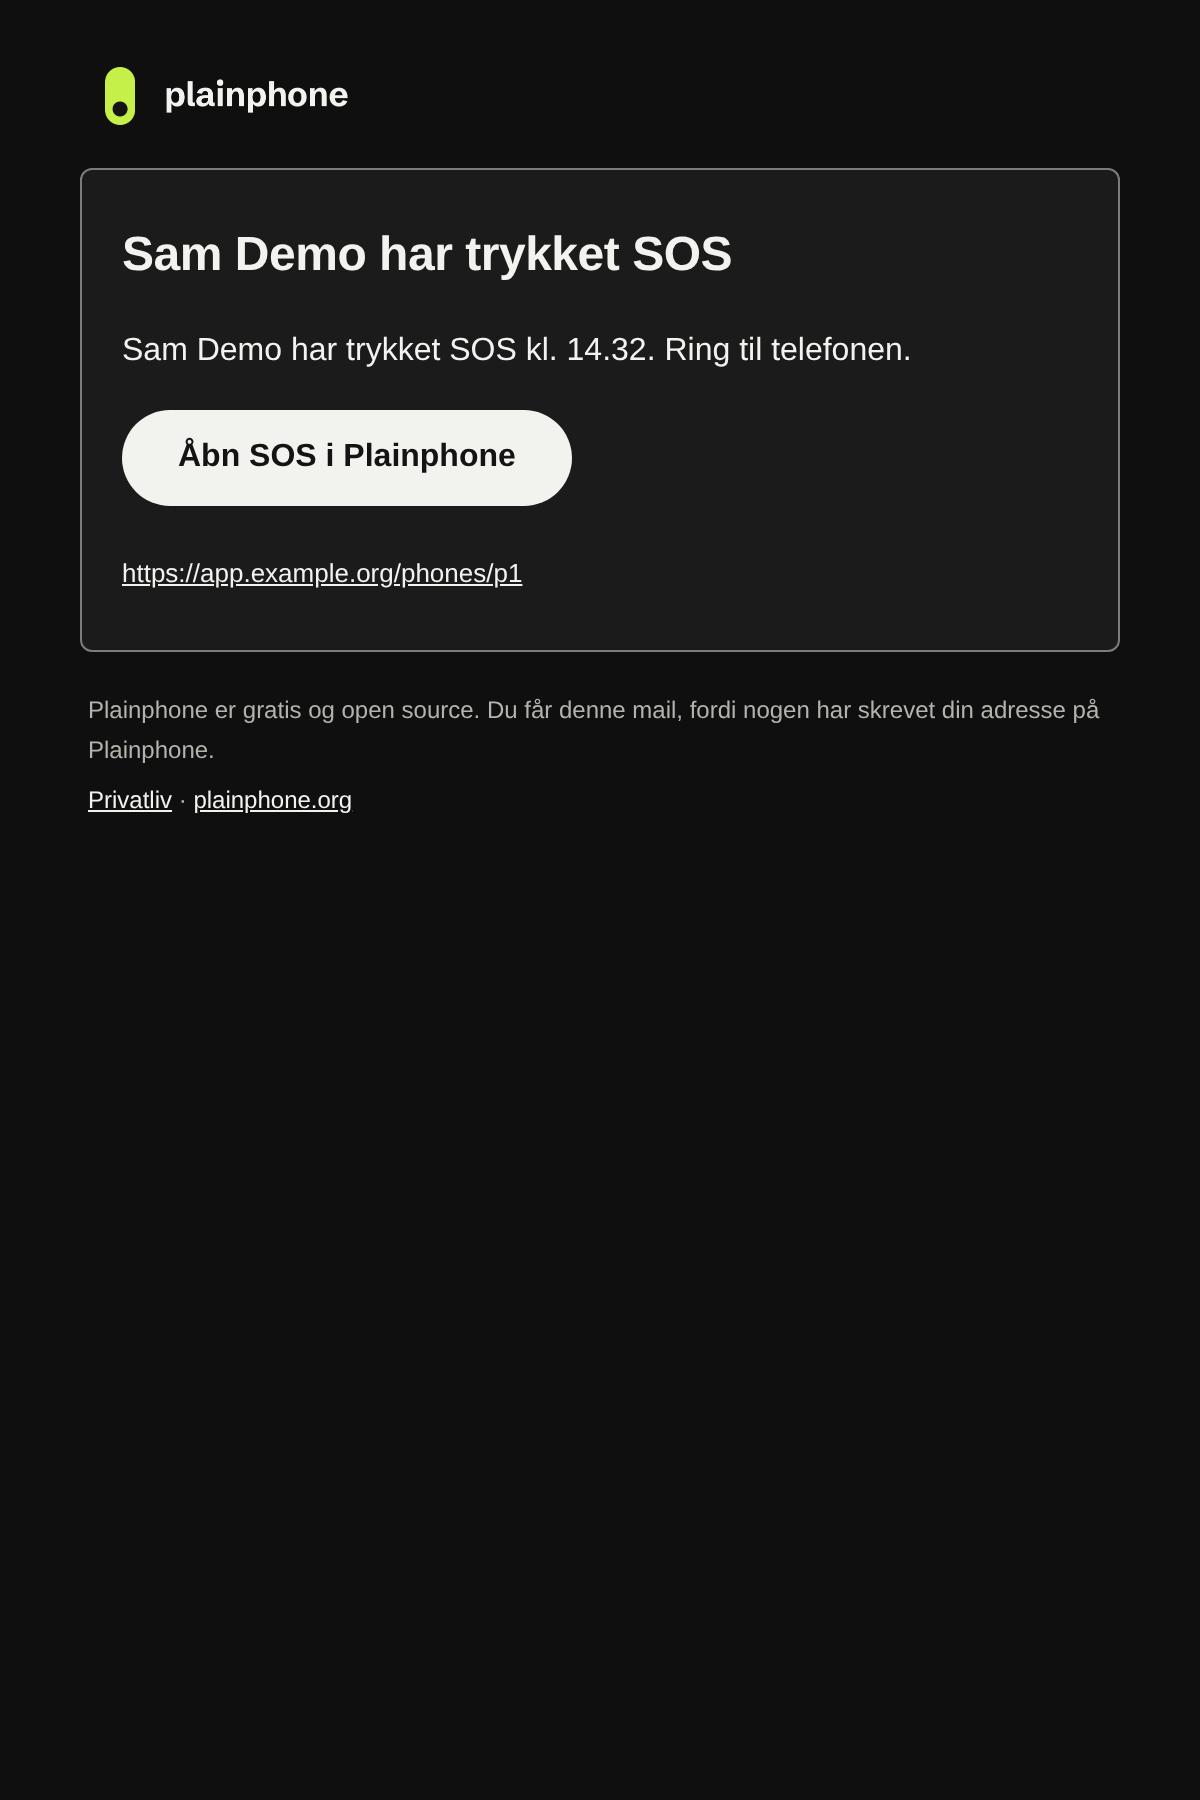 plainphone
Sam Demo har trykket SOS
Sam Demo har trykket SOS kl. 14.32. Ring til telefonen.
Åbn SOS i Plainphone
https://app.example.org/phones/p1
Plainphone er gratis og open source. Du får denne mail, fordi nogen har skrevet din adresse på
Plainphone.
Privatliv · plainphone.org